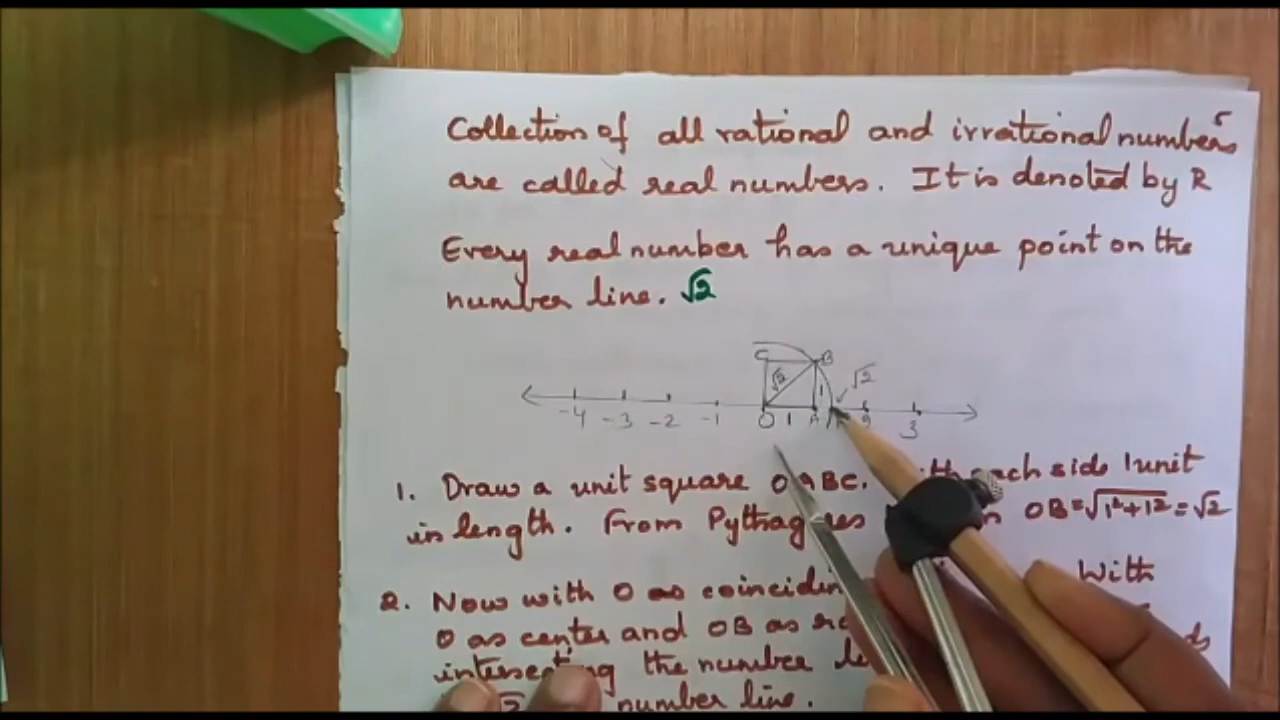 Collection of all rational and irrational numbers
are called real numbers. It is denoted by R
Every real number has a unique point on the
number line. √2
C B
√2 1 √2
-4 -3 -2 -1 O 1 A 2 3
1. Draw a unit square OABC. each side 1unit
in length. From OB=√1²+1² = √2
2. Now with O as With
O as center and OB as
intersecting the number
number line.